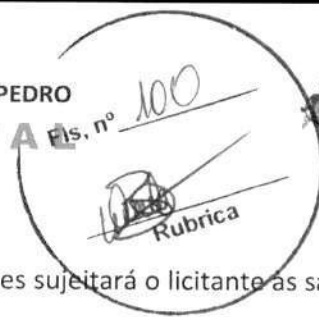 PEDRO
A L
Fls, nº 100
Rubrica
es sujeitará o licitante às sa